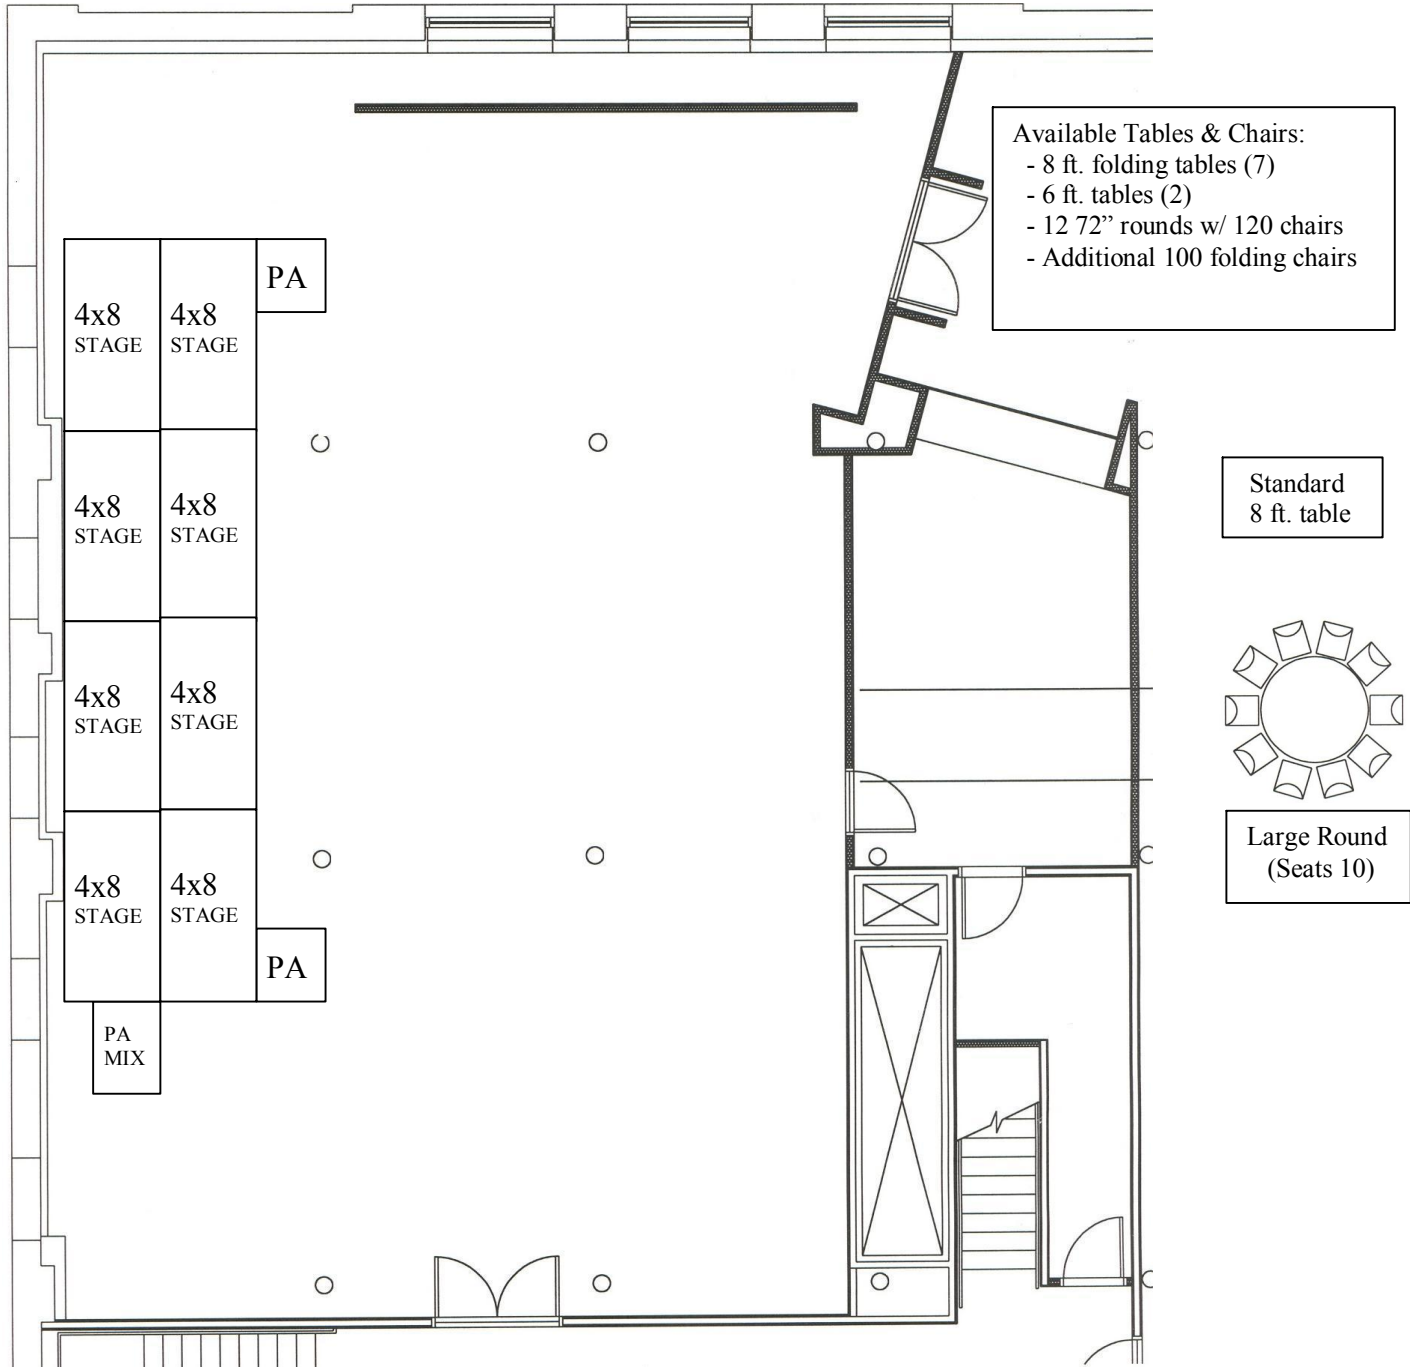 Available Tables & Chairs:
- 8 ft. folding tables (7)
- 6 ft. tables (2)
- 12 72” rounds w/ 120 chairs
- Additional 100 folding chairs
PA
4x8
STAGE
4x8
STAGE
4x8
STAGE
4x8
STAGE
Standard
8 ft. table
4x8
STAGE
4x8
STAGE
Large Round
(Seats 10)
4x8
STAGE
4x8
STAGE
PA
PA
MIX